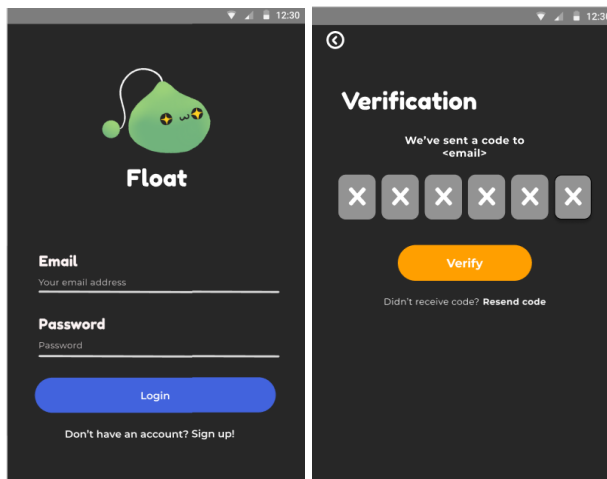 12:30
Float
Email
Your email address
Password
Password
Login
Don't have an account? Sign up!
12:30
Verification
We've sent a code to
<email>
X X X X X X
Verify
Didn't receive code? Resend code